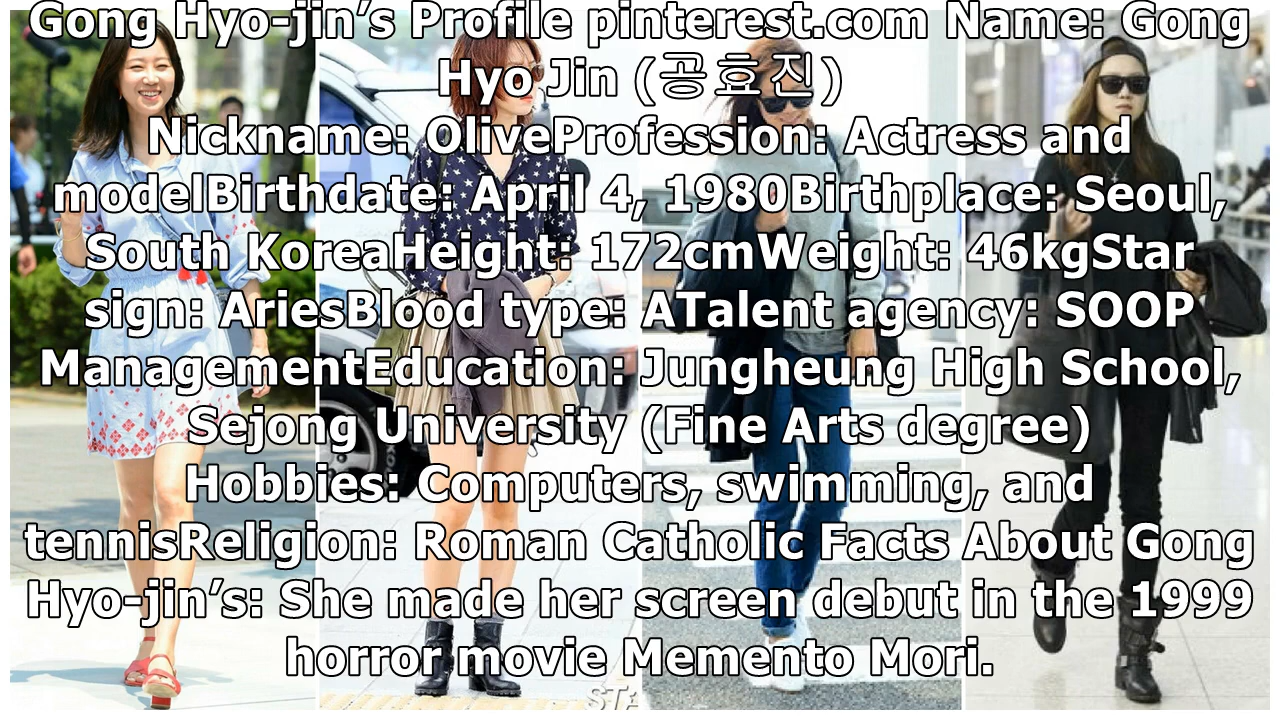 Gong Hyo-jin’s Profile pinterest.com Name: Gong
Hyo Jin (공효진)
Nickname: OliveProfession: Actress and
modelBirthdate: April 4, 1980Birthplace: Seoul,
South KoreaHeight: 172cmWeight: 46kgStar
sign: AriesBlood type: ATalent agency: SOOP
ManagementEducation: Jungheung High School,
Sejong University (Fine Arts degree)
Hobbies: Computers, swimming, and
tennisReligion: Roman Catholic Facts About Gong
Hyo-jin’s: She made her screen debut in the 1999
horror movie Memento Mori.